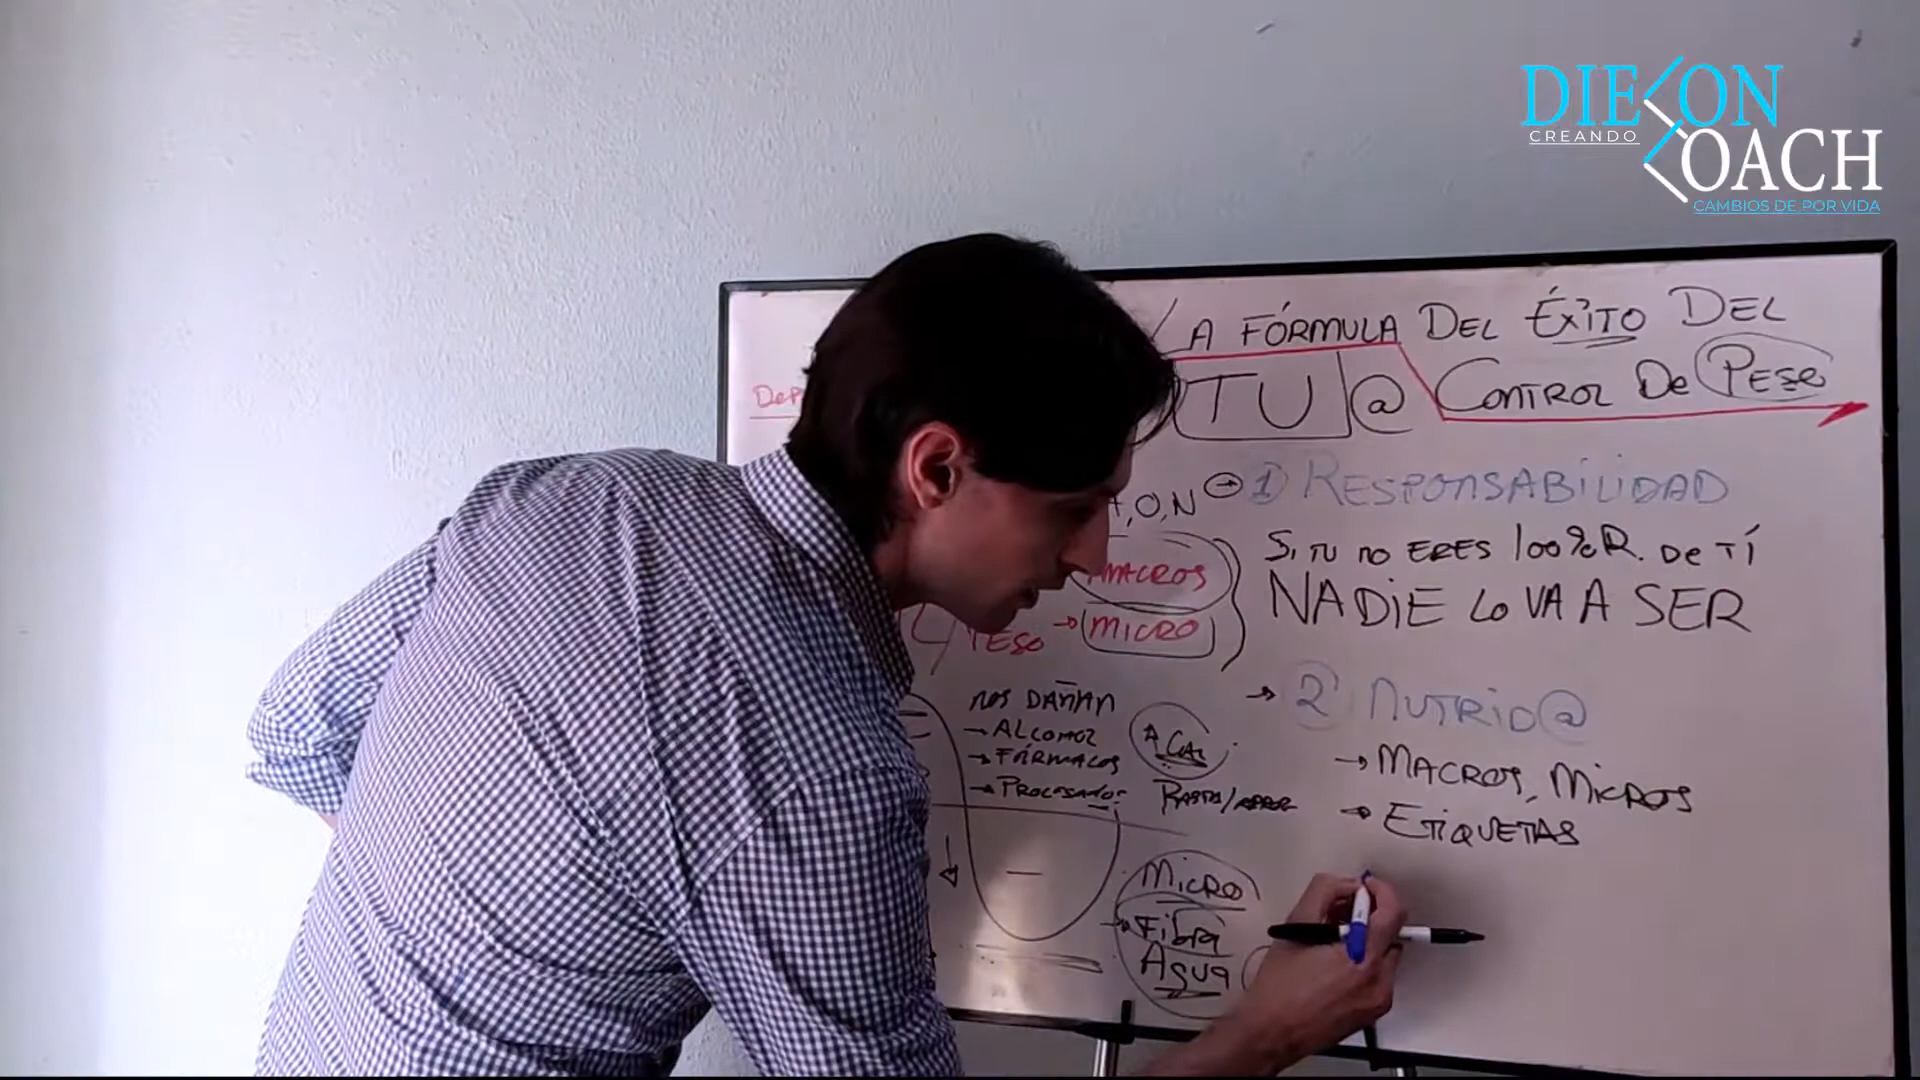 DIEKON
CREANDO
KOACH
CAMBIOS DE POR VIDA
LA FÓRMULA DEL ÉXITO DEL
TU @ CONTROL DE PESO
O, N → 1) RESPONSABILIDAD
SI TU NO ERES 100% R. DE TÍ
NADIE LO VA A SER
MACROS
PESO → MICRO
→ 2) NUTRID@
→ MACROS, MICROS
→ ETIQUETAS
NOS DAÑAN
→ ALCOHOL
→ FÁRMACOS
→ PROCESADOS
MICRO
→ FIBRA
AGUA